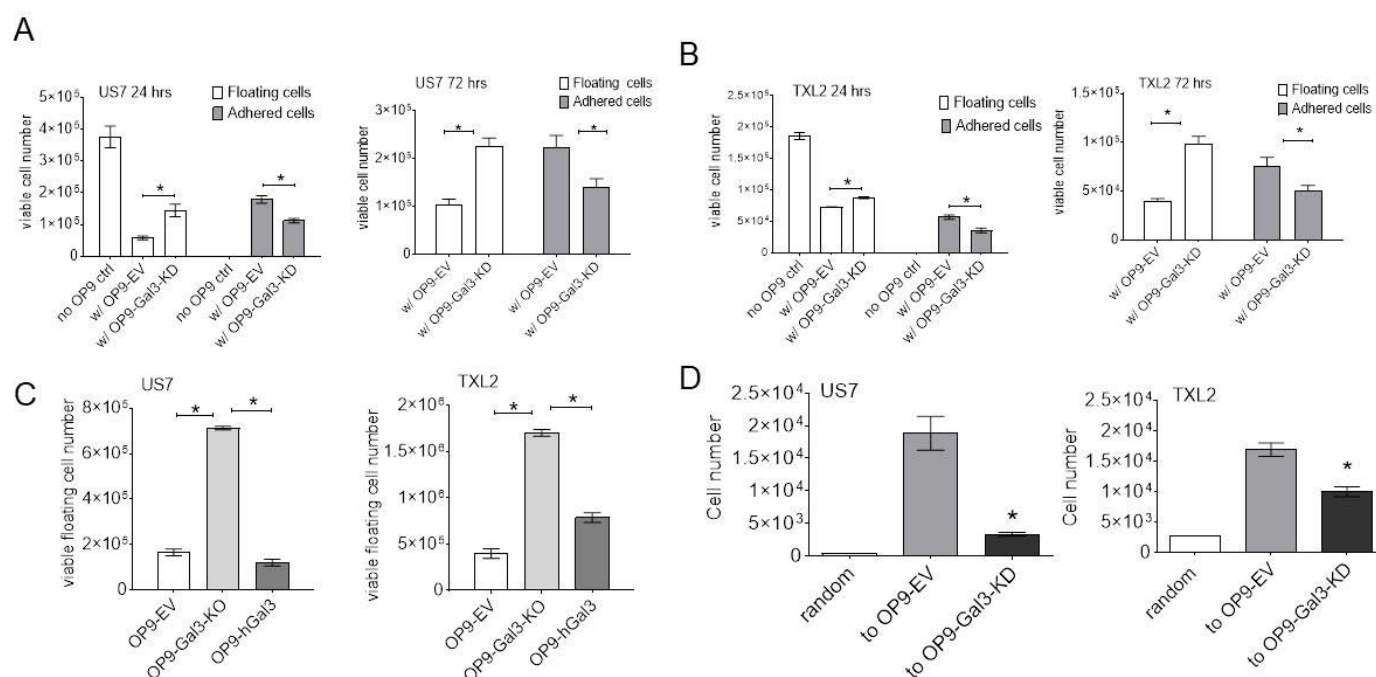 A
US7 24 hrs
Floating cells
Adhered cells
viable cell number
5×10⁵
4×10⁵
3×10⁵
2×10⁵
1×10⁵
0
*
*
no OP9 ctrl
w/ OP9-EV
w/ OP9-Gal3-KD
no OP9 ctrl
w/ OP9-EV
w/ OP9-Gal3-KD
US7 72 hrs
viable cell number
3×10⁵
2×10⁵
1×10⁵
0
*
*
w/ OP9-EV
w/ OP9-Gal3-KD
w/ OP9-EV
w/ OP9-Gal3-KD
B
TXL2 24 hrs
Floating cells
Adhered cells
viable cell number
2.0×10⁵
1.5×10⁵
1×10⁵
5×10⁴
0
*
*
no OP9 ctrl
w/ OP9-EV
w/ OP9-Gal3-KD
no OP9 ctrl
w/ OP9-EV
w/ OP9-Gal3-KD
TXL2 72 hrs
Floating cells
Adhered cells
viable cell number
1×10⁵
5×10⁴
0
*
*
w/ OP9-EV
w/ OP9-Gal3-KD
w/ OP9-EV
w/ OP9-Gal3-KD
C
US7
viable floating cell number
8×10⁵
6×10⁵
4×10⁵
2×10⁵
0
*
*
OP9-EV
OP9-Gal3-KO
OP9-hGal3
TXL2
viable floating cell number
2×10⁶
1×10⁶
1×10⁶
5×10⁵
0
*
*
OP9-EV
OP9-Gal3-KO
OP9-hGal3
D
US7
Cell number
2.5×10⁴
2×10⁴
1.5×10⁴
1×10⁴
5×10³
0
*
random
to OP9-EV
to OP9-Gal3-KD
TXL2
Cell number
2.5×10⁴
2×10⁴
1.5×10⁴
1×10⁴
5×10³
0
*
random
to OP9-EV
to OP9-Gal3-KD